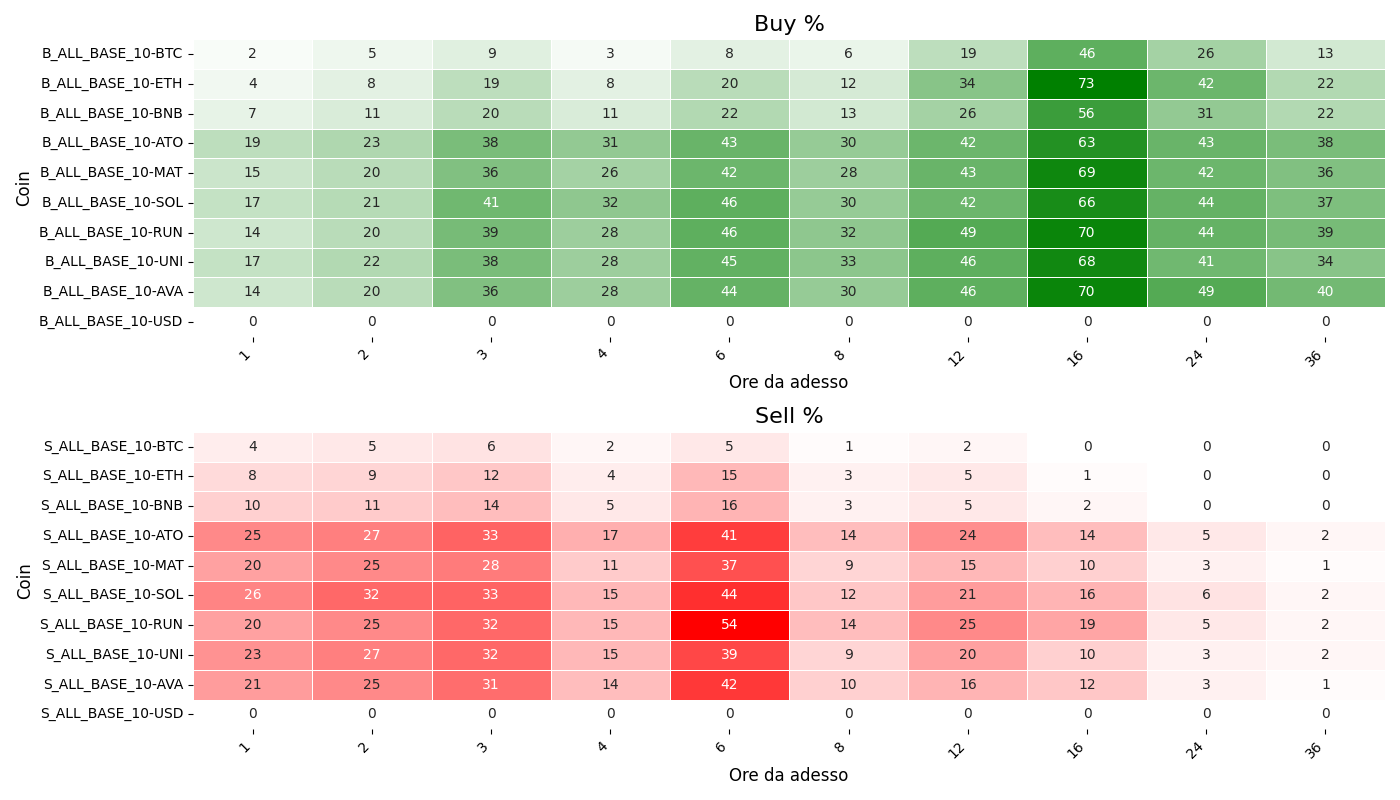 Buy %
Coin
B_ALL_BASE_10-BTC 2 5 9 3 8 6 19 46 26 13
B_ALL_BASE_10-ETH 4 8 19 8 20 12 34 73 42 22
B_ALL_BASE_10-BNB 7 11 20 11 22 13 26 56 31 22
B_ALL_BASE_10-ATO 19 23 38 31 43 30 42 63 43 38
B_ALL_BASE_10-MAT 15 20 36 26 42 28 43 69 42 36
B_ALL_BASE_10-SOL 17 21 41 32 46 30 42 66 44 37
B_ALL_BASE_10-RUN 14 20 39 28 46 32 49 70 44 39
B_ALL_BASE_10-UNI 17 22 38 28 45 33 46 68 41 34
B_ALL_BASE_10-AVA 14 20 36 28 44 30 46 70 49 40
B_ALL_BASE_10-USD 0 0 0 0 0 0 0 0 0 0
1 2 3 4 6 8 12 16 24 36
Ore da adesso
Sell %
Coin
S_ALL_BASE_10-BTC 4 5 6 2 5 1 2 0 0 0
S_ALL_BASE_10-ETH 8 9 12 4 15 3 5 1 0 0
S_ALL_BASE_10-BNB 10 11 14 5 16 3 5 2 0 0
S_ALL_BASE_10-ATO 25 27 33 17 41 14 24 14 5 2
S_ALL_BASE_10-MAT 20 25 28 11 37 9 15 10 3 1
S_ALL_BASE_10-SOL 26 32 33 15 44 12 21 16 6 2
S_ALL_BASE_10-RUN 20 25 32 15 54 14 25 19 5 2
S_ALL_BASE_10-UNI 23 27 32 15 39 9 20 10 3 2
S_ALL_BASE_10-AVA 21 25 31 14 42 10 16 12 3 1
S_ALL_BASE_10-USD 0 0 0 0 0 0 0 0 0 0
1 2 3 4 6 8 12 16 24 36
Ore da adesso